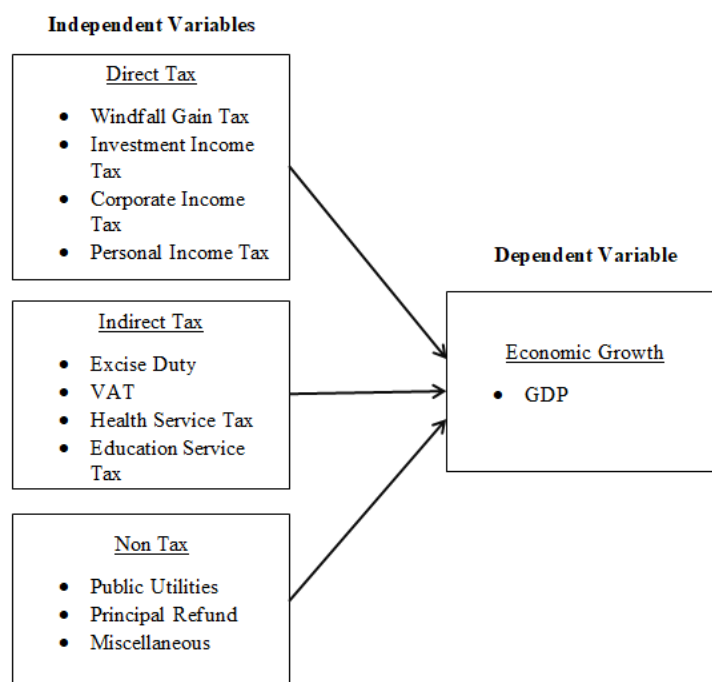 Independent Variables
Direct Tax
• Windfall Gain Tax
• Investment Income
Tax
• Corporate Income
Tax
• Personal Income Tax
Indirect Tax
• Excise Duty
• VAT
• Health Service Tax
• Education Service
Tax
Non Tax
• Public Utilities
• Principal Refund
• Miscellaneous
Dependent Variable
Economic Growth
• GDP